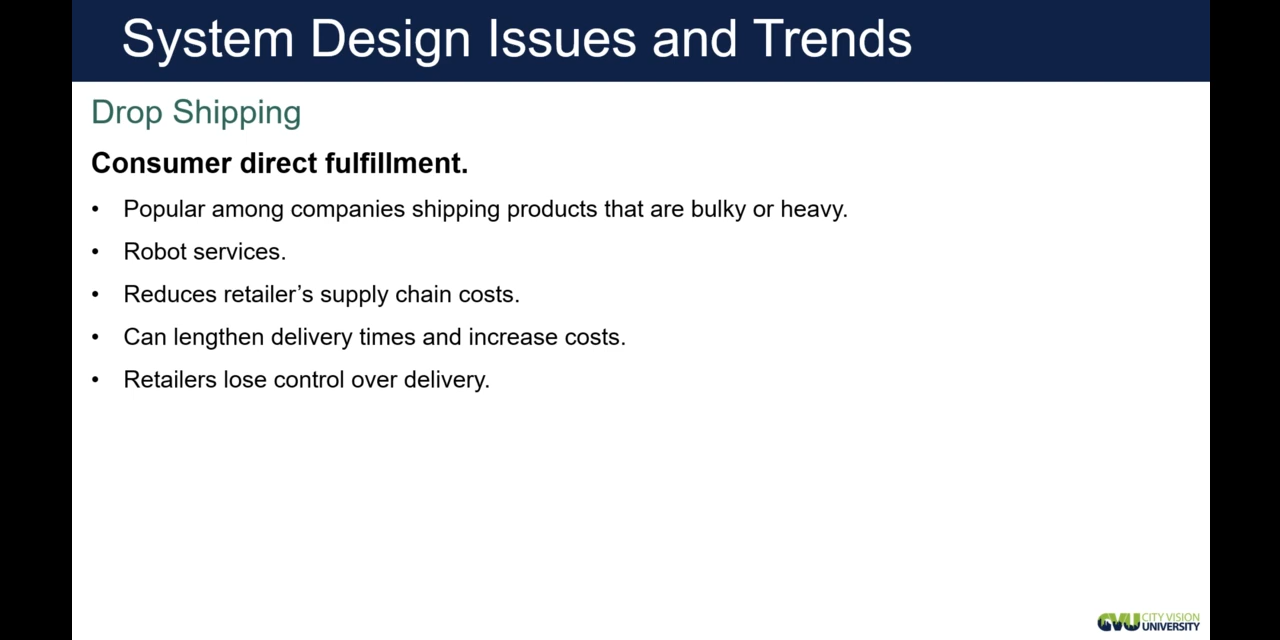 System Design Issues and Trends
Drop Shipping
Consumer direct fulfillment.
• Popular among companies shipping products that are bulky or heavy.
• Robot services.
• Reduces retailer’s supply chain costs.
• Can lengthen delivery times and increase costs.
• Retailers lose control over delivery.
CVU CITY VISION
UNIVERSITY